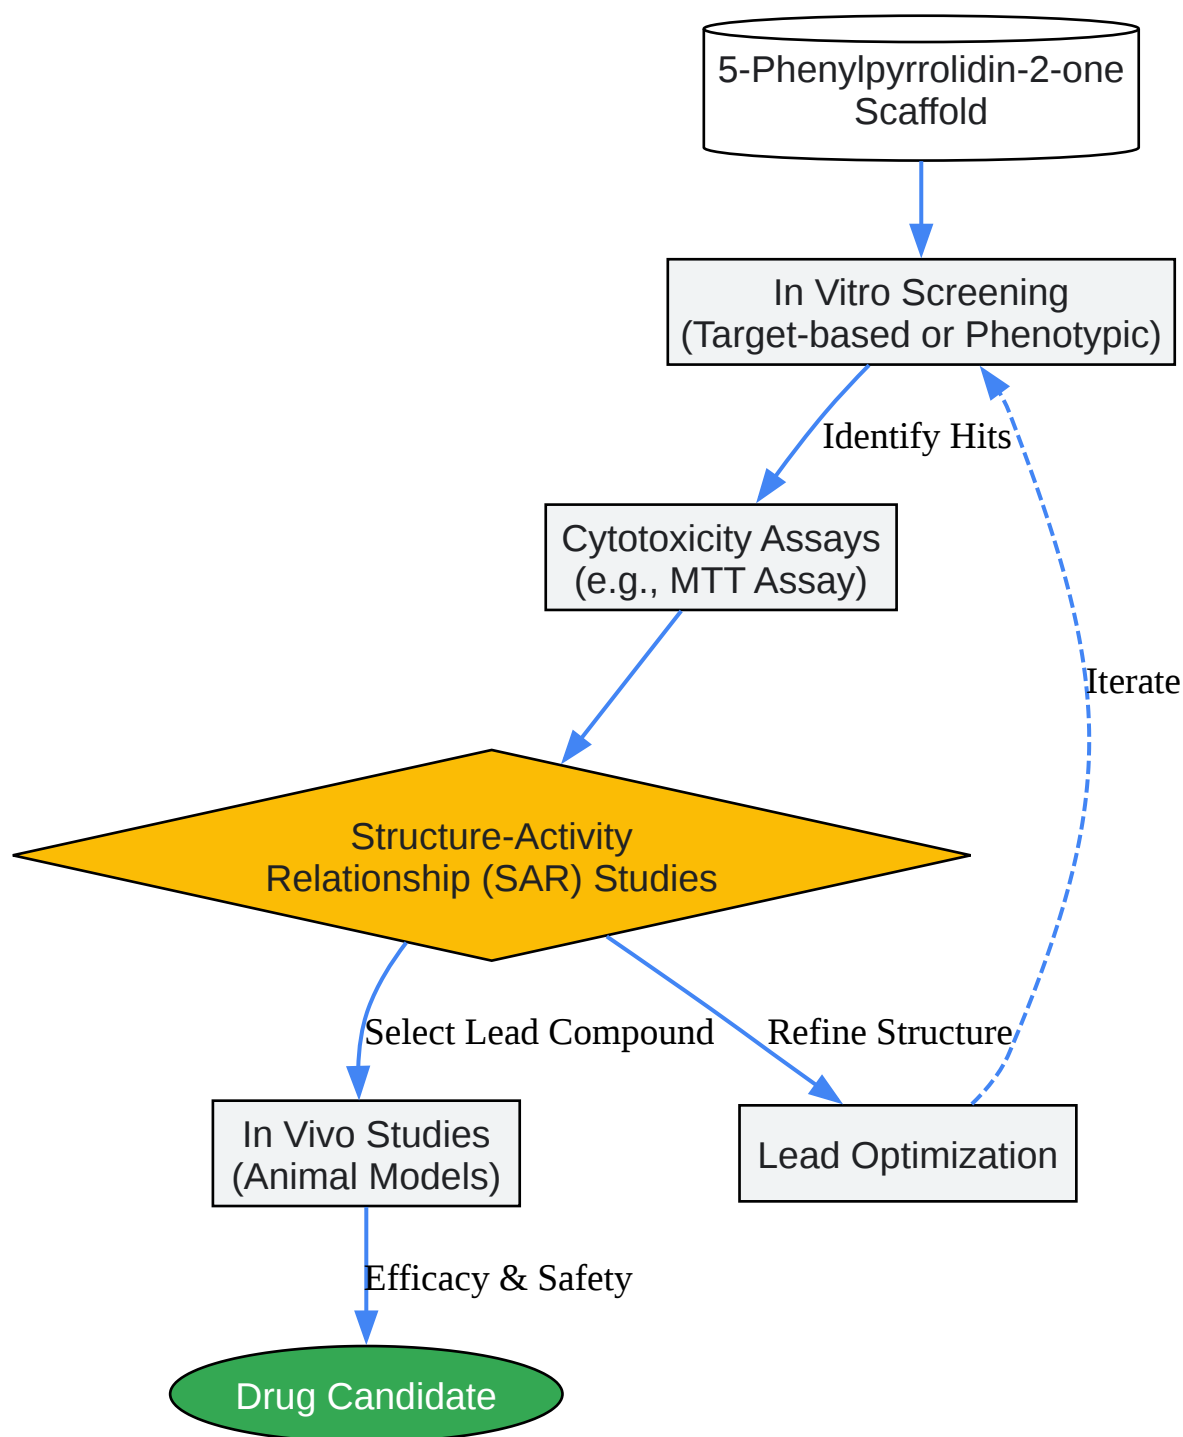 5-Phenylpyrrolidin-2-one
Scaffold
In Vitro Screening
(Target-based or Phenotypic)
Identify Hits
Cytotoxicity Assays
(e.g., MTT Assay)
Iterate
Structure-Activity
Relationship (SAR) Studies
Select Lead Compound
Refine Structure
In Vivo Studies
(Animal Models)
Lead Optimization
Efficacy & Safety
Drug Candidate